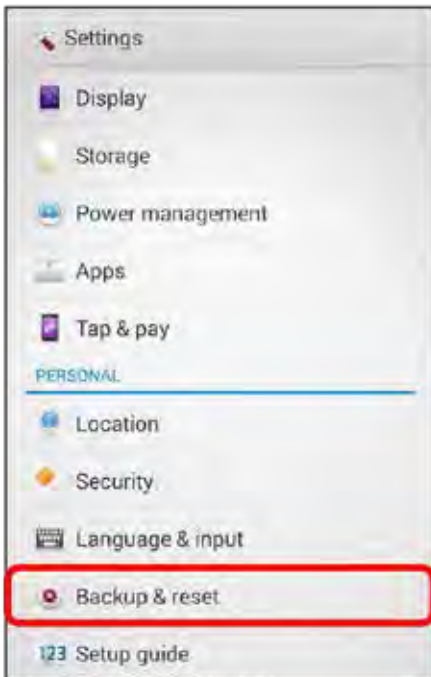 Settings
Display
Storage
Power management
Apps
Tap & pay
PERSONAL
Location
Security
Language & input
Backup & reset
123 Setup guide